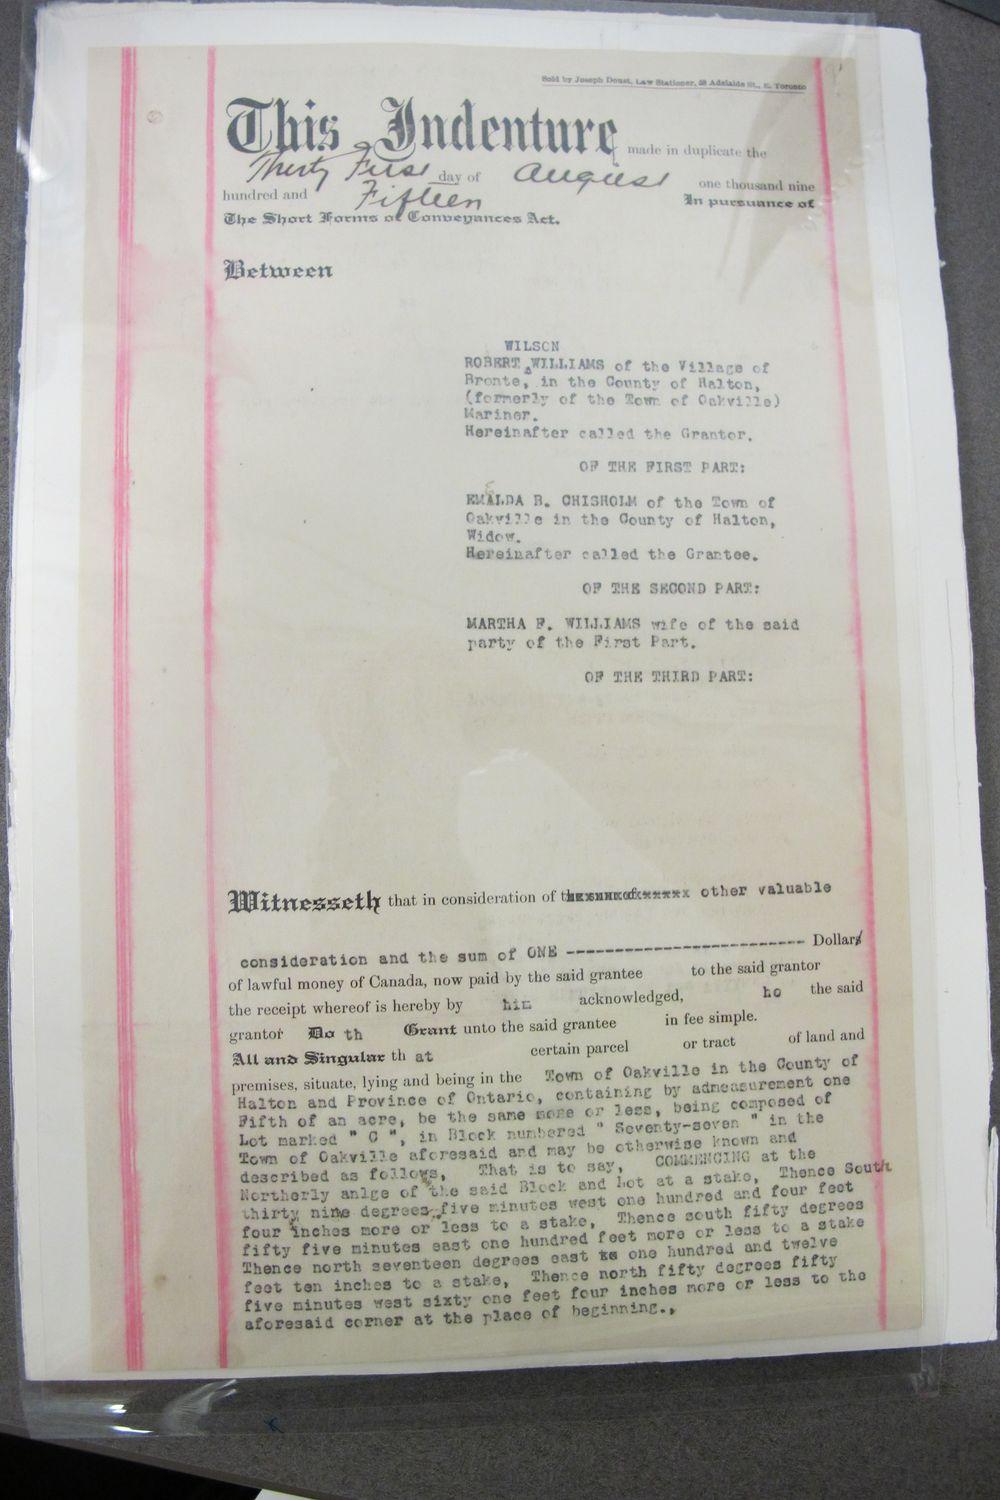 Sold by Joseph Doust, Law Stationer, 58 Adelaide St., E. Toronto
This Indenture made in duplicate the
Thirty First day of August one thousand nine
hundred and Fifteen In pursuance of
The Short Forms of Conveyances Act.
Between
WILSON
ROBERT WILLIAMS of the Village of
Bronte, in the County of Halton,
(formerly of the Town of Oakville)
Mariner.
Hereinafter called the Grantor.
OF THE FIRST PART:
EMALDA B. CHISHOLM of the Town of
Oakville in the County of Halton,
Widow.
Hereinafter called the Grantee.
OF THE SECOND PART:
MARTHA F. WILLIAMS wife of the said
party of the First Part.
OF THE THIRD PART:
Witnesseth that in consideration of other valuable
consideration and the sum of ONE ------------------------- Dollars
of lawful money of Canada, now paid by the said grantee to the said grantor
the receipt whereof is hereby by him acknowledged, he the said
grantor Do th Grant unto the said grantee in fee simple.
All and Singular th at certain parcel or tract of land and
premises, situate, lying and being in the Town of Oakville in the County of
Halton and Province of Ontario, containing by admeasurement one
Fifth of an acre, be the same more or less, being composed of
Lot marked " C ", in Block numbered " Seventy-seven " in the
Town of Oakville aforesaid and may be otherwise known and
described as follows, That is to say, COMMENCING at the
Northerly anlge of the said Block and Lot at a stake, Thence South
thirty nine degrees five minutes west one hundred and four feet
four inches more or less to a stake, Thence south fifty degrees
fifty five minutes east one hundred feet more or less to a stake
Thence north seventeen degrees east one hundred and twelve
feet ten inches to a stake, Thence north fifty degrees fifty
five minutes west sixty one feet four inches more or less to the
aforesaid corner at the place of beginning.,